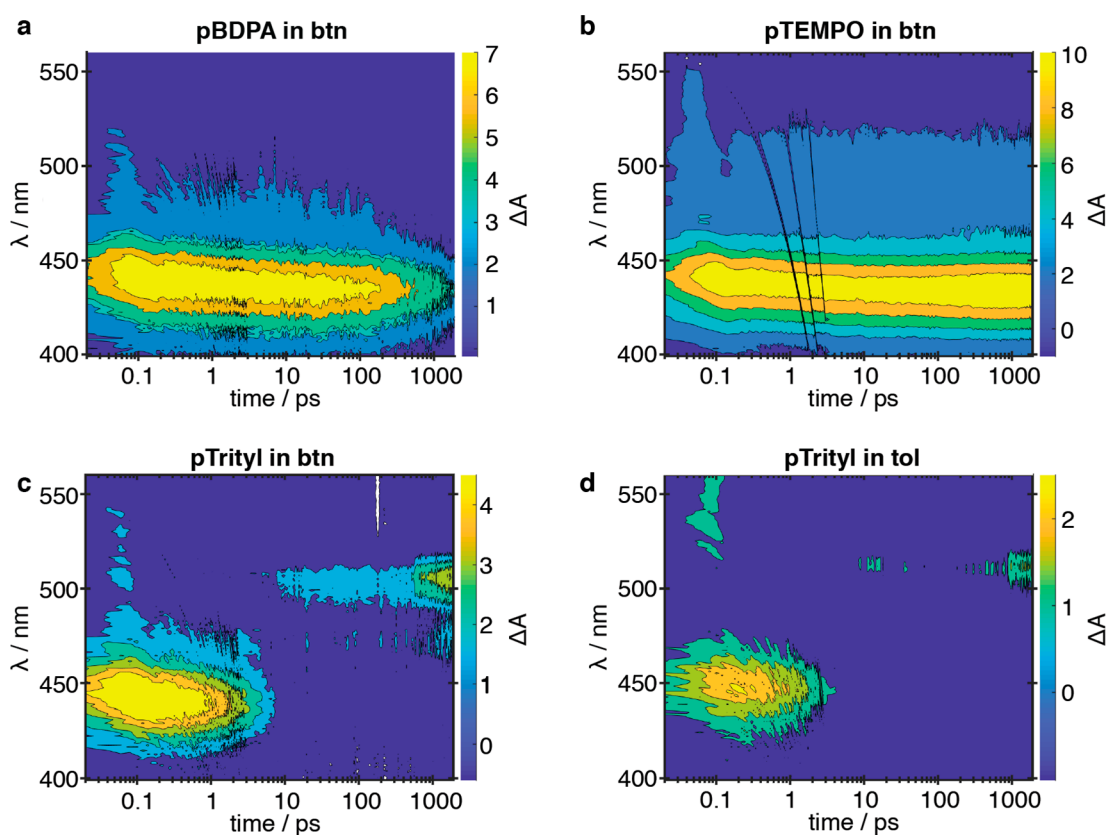 a
pBDPA in btn
550
500
450
400
λ / nm
0.1
1
10
100
1000
time / ps
7
6
5
4
3
2
1
ΔA
b
pTEMPO in btn
550
500
450
400
λ / nm
0.1
1
10
100
1000
time / ps
10
8
6
4
2
0
ΔA
c
pTrityl in btn
550
500
450
400
λ / nm
0.1
1
10
100
1000
time / ps
4
3
2
1
0
ΔA
d
pTrityl in tol
550
500
450
400
λ / nm
0.1
1
10
100
1000
time / ps
2
1
0
ΔA